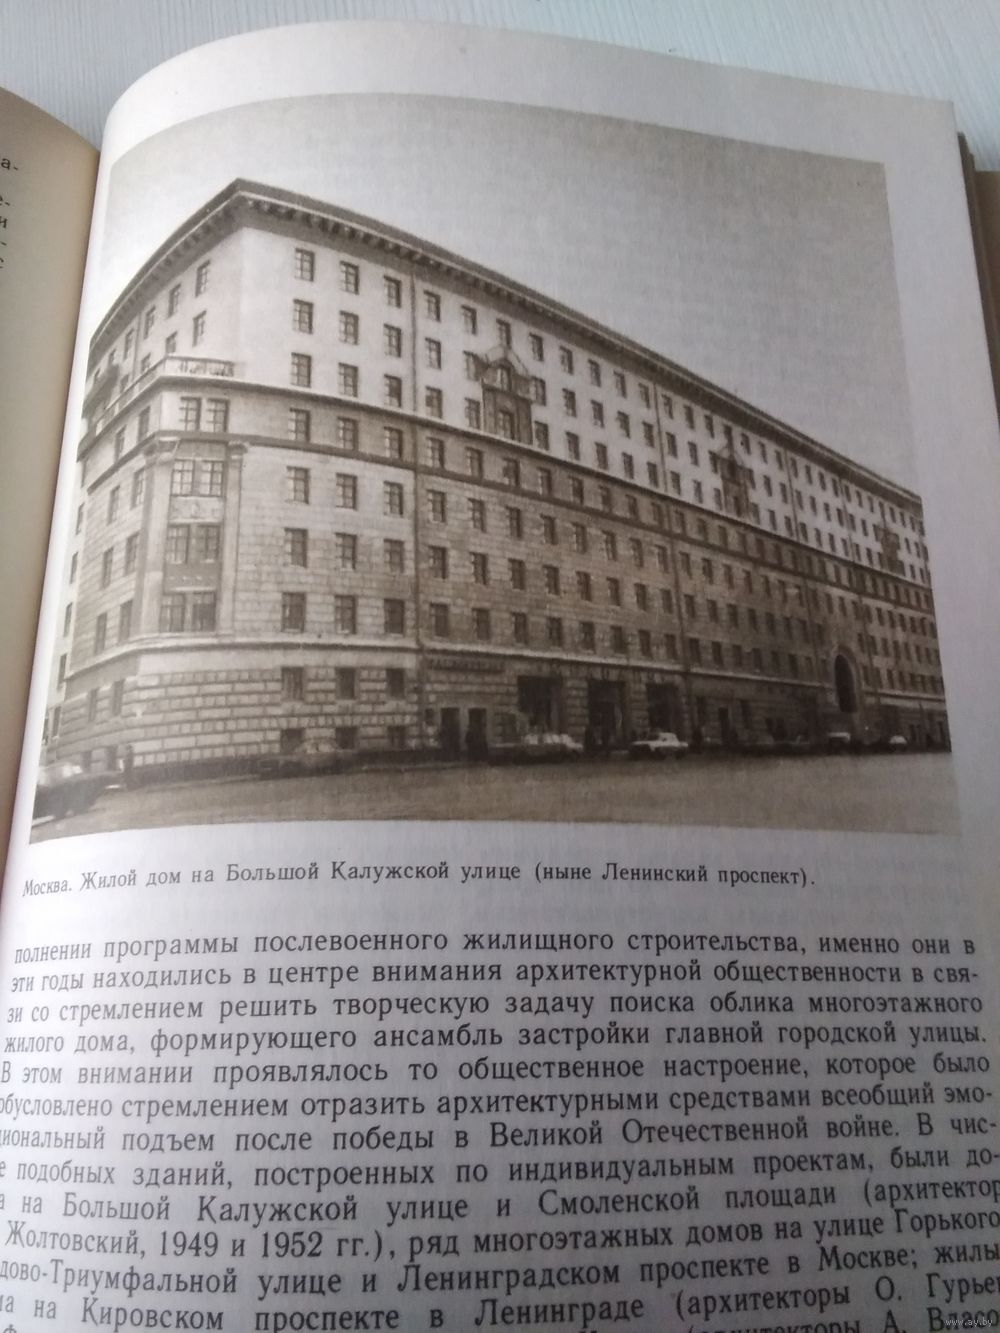 а-
е-
и
-
с
Москва. Жилой дом на Большой Калужской улице (ныне Ленинский проспект).
полнении программы послевоенного жилищного строительства, именно они в
эти годы находились в центре внимания архитектурной общественности в свя-
зи со стремлением решить творческую задачу поиска облика многоэтажного
жилого дома, формирующего ансамбль застройки главной городской улицы.
В этом внимании проявлялось то общественное настроение, которое было
обусловлено стремлением отразить архитектурными средствами всеобщий эмо-
циональный подъем после победы в Великой Отечественной войне. В чис-
е подобных зданий, построенных по индивидуальным проектам, были до-
а на Большой Калужской улице и Смоленской площади (архитектор
Жолтовский, 1949 и 1952 гг.), ряд многоэтажных домов на улице Горького
дово-Триумфальной улице и Ленинградском проспекте в Москве; жилы
на Кировском проспекте в Ленинграде (архитекторы О. Гурье
(архитекторы А. Власо
www.ay.by